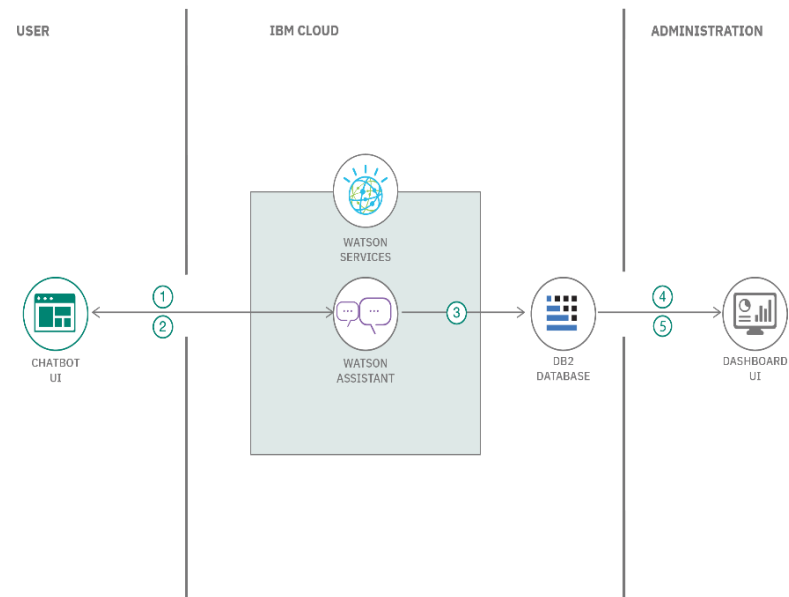 USER
IBM CLOUD
ADMINISTRATION
WATSON
SERVICES
1
2
3
4
5
CHATBOT
UI
WATSON
ASSISTANT
DB2
DATABASE
DASHBOARD
UI